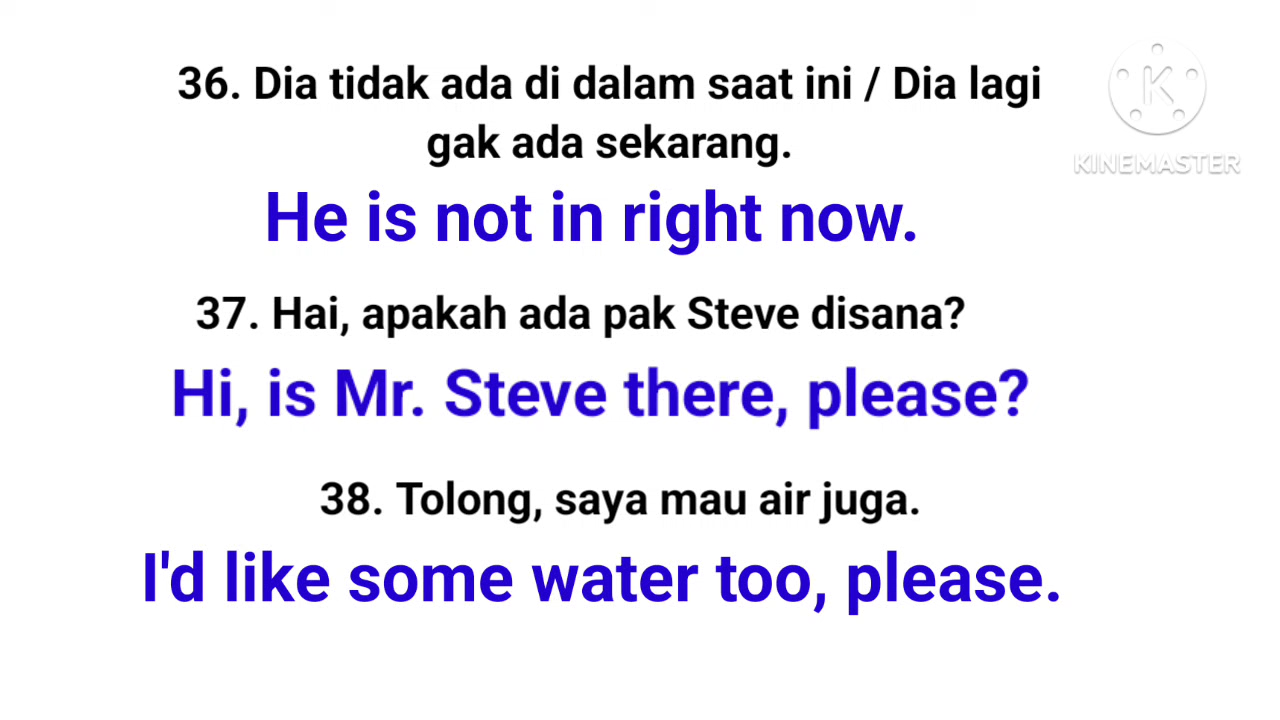 36. Dia tidak ada di dalam saat ini / Dia lagi
gak ada sekarang.
He is not in right now.
37. Hai, apakah ada pak Steve disana?
Hi, is Mr. Steve there, please?
38. Tolong, saya mau air juga.
I'd like some water too, please.
K
KINEMASTER